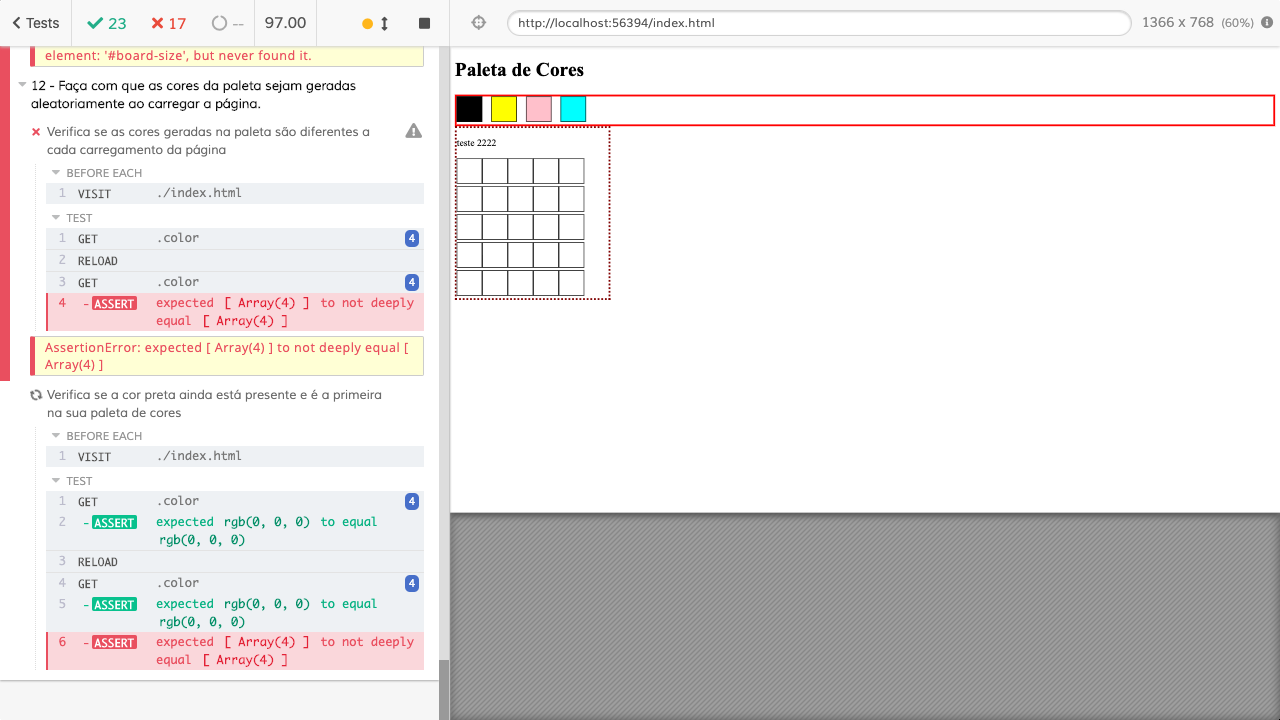 Tests 23 17 -- 97.00
http://localhost:56394/index.html
1366 x 768 (60%)
element: '#board-size', but never found it.
12 - Faça com que as cores da paleta sejam geradas
aleatoriamente ao carregar a página.
Verifica se as cores geradas na paleta são diferentes a
cada carregamento da página
BEFORE EACH
1 VISIT ./index.html
TEST
1 GET .color 4
2 RELOAD
3 GET .color 4
4 -ASSERT expected [ Array(4) ] to not deeply
equal [ Array(4) ]
AssertionError: expected [ Array(4) ] to not deeply equal [
Array(4) ]
Verifica se a cor preta ainda está presente e é a primeira
na sua paleta de cores
BEFORE EACH
1 VISIT ./index.html
TEST
1 GET .color 4
2 -ASSERT expected rgb(0, 0, 0) to equal
rgb(0, 0, 0)
3 RELOAD
4 GET .color 4
5 -ASSERT expected rgb(0, 0, 0) to equal
rgb(0, 0, 0)
6 -ASSERT expected [ Array(4) ] to not deeply
equal [ Array(4) ]
Paleta de Cores
teste 2222